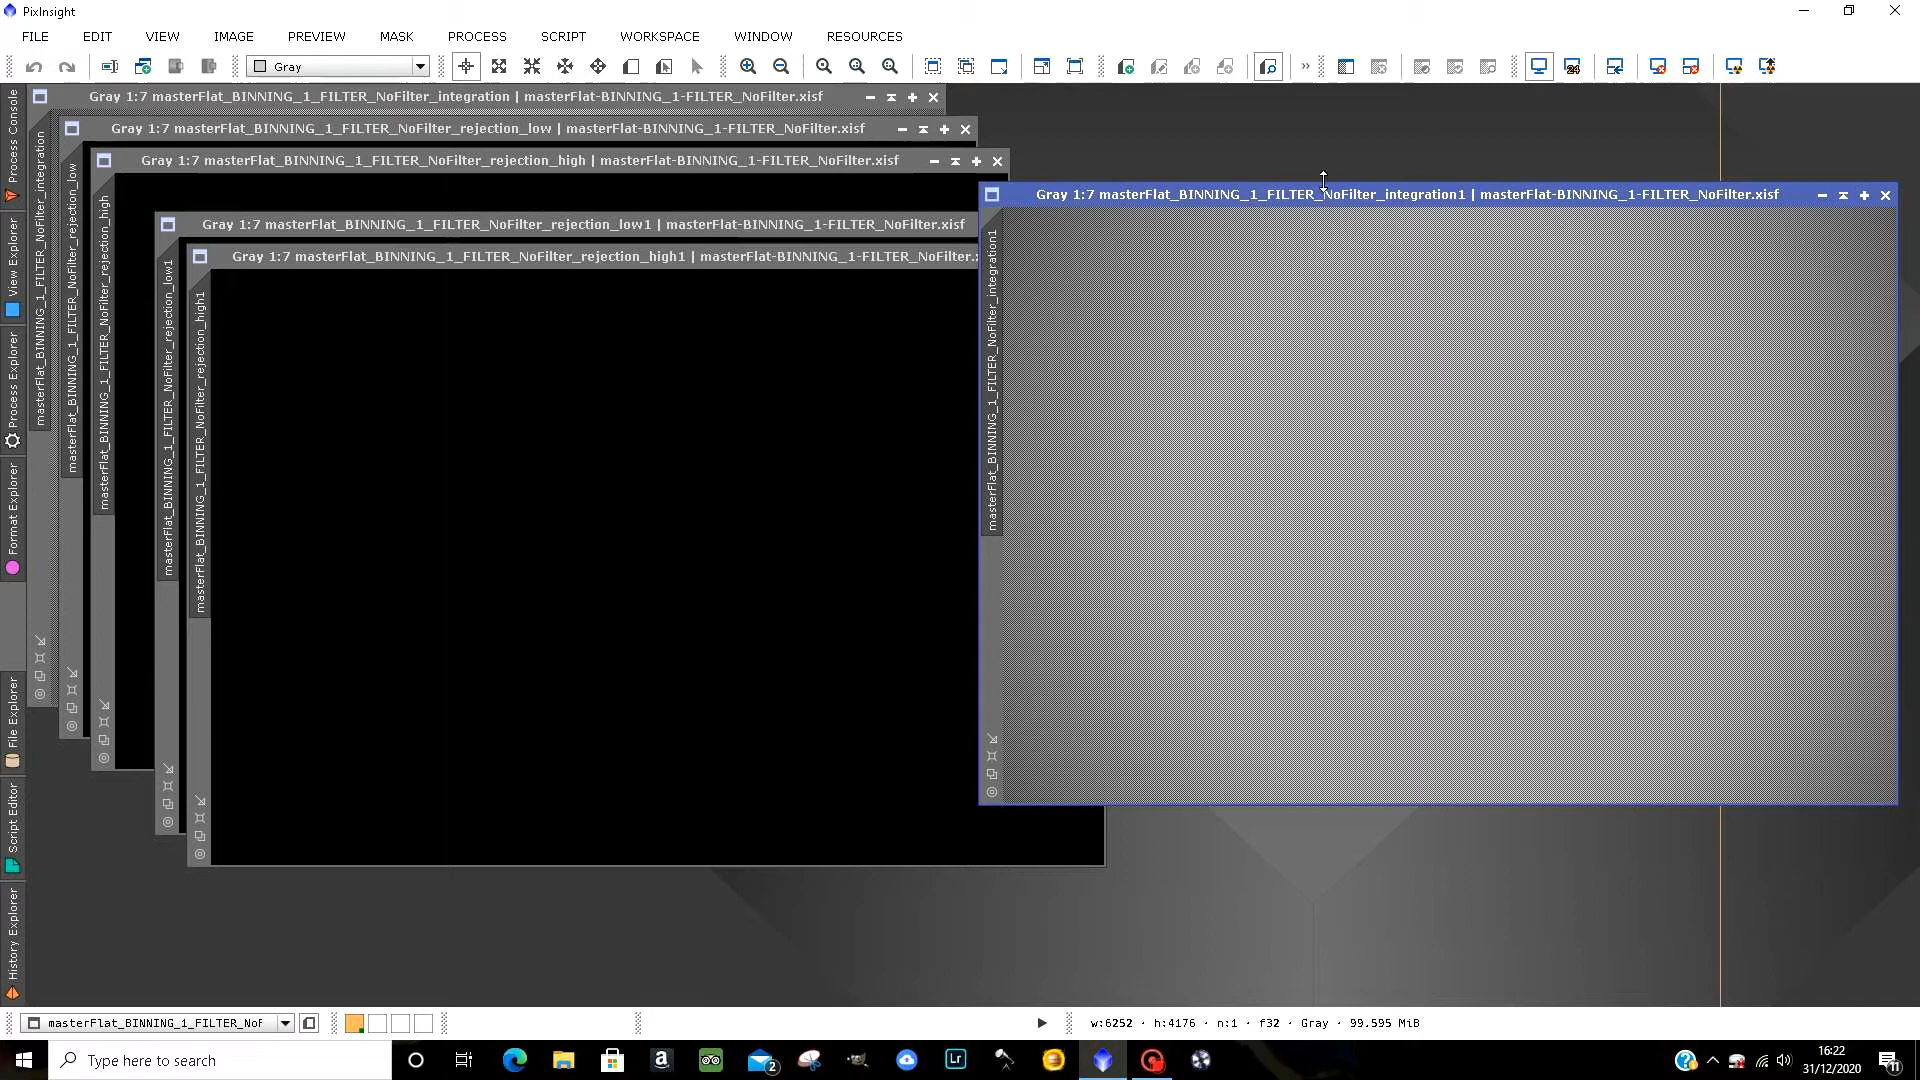 PixInsight
FILE EDIT VIEW IMAGE PREVIEW MASK PROCESS SCRIPT WORKSPACE WINDOW RESOURCES
Gray
24
Gray 1:7 masterFlat_BINNING_1_FILTER_NoFilter_integration | masterFlat-BINNING_1-FILTER_NoFilter.xisf
Gray 1:7 masterFlat_BINNING_1_FILTER_NoFilter_rejection_low | masterFlat-BINNING_1-FILTER_NoFilter.xisf
Gray 1:7 masterFlat_BINNING_1_FILTER_NoFilter_rejection_high | masterFlat-BINNING_1-FILTER_NoFilter.xisf
Gray 1:7 masterFlat_BINNING_1_FILTER_NoFilter_integration1 | masterFlat-BINNING_1-FILTER_NoFilter.xisf
Gray 1:7 masterFlat_BINNING_1_FILTER_NoFilter_rejection_low1 | masterFlat-BINNING_1-FILTER_NoFilter.xisf
Gray 1:7 masterFlat_BINNING_1_FILTER_NoFilter_rejection_high1 | masterFlat-BINNING_1-FILTER_NoFilter.
Process Console
View Explorer
Process Explorer
Format Explorer
File Explorer
Script Editor
History Explorer
masterFlat_BINNING_1_FILTER_NoFilter_integration
masterFlat_BINNING_1_FILTER_NoFilter_rejection_low
masterFlat_BINNING_1_FILTER_NoFilter_rejection_high
masterFlat_BINNING_1_FILTER_NoFilter_rejection_low1
masterFlat_BINNING_1_FILTER_NoFilter_rejection_high1
masterFlat_BINNING_1_FILTER_NoFilter_integration1
masterFlat_BINNING_1_FILTER_NoF
w:6252 · h:4176 · n:1 · f32 · Gray · 99.595 MiB
Type here to search
a
2
Lr
16:22
31/12/2020
11